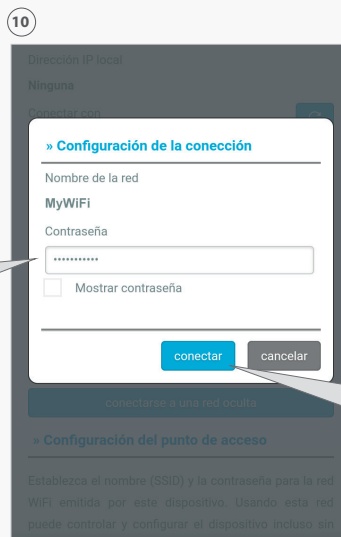 10
Dirección IP local
Ninguna
Conectar con
» Configuración de la conección
Nombre de la red
MyWiFi
Contraseña
•••••••••••
Mostrar contraseña
conectar
cancelar
conectarse a una red oculta
» Configuración del punto de acceso
Establezca el nombre (SSID) y la contraseña para la red
WiFi emitida por este dispositivo. Usando esta red
puede controlar y configurar el dispositivo incluso sin